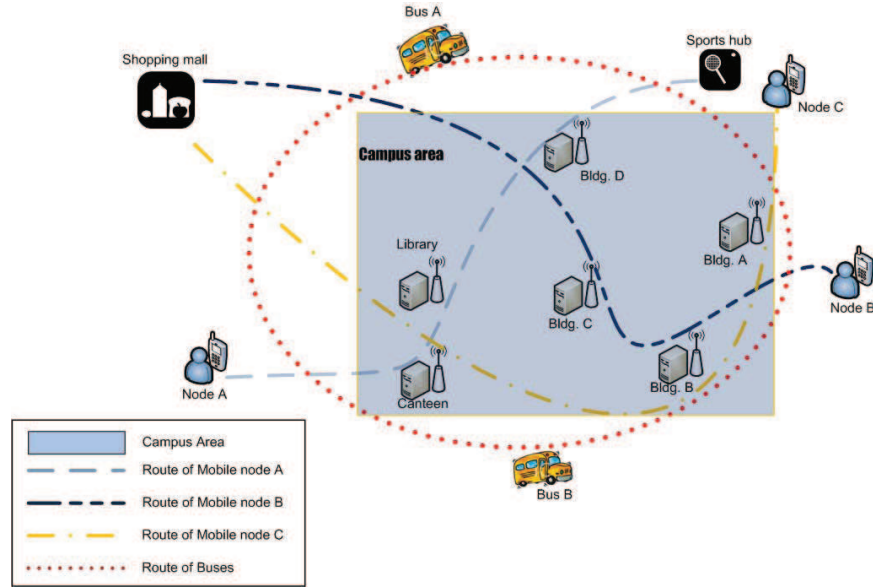 Bus A
Sports hub
Shopping mall
Node C
Campus area
Bldg. D
Library
Bldg. A
Bldg. C
Node B
Node A
Canteen
Bldg. B
Bus B
Campus Area
Route of Mobile node A
Route of Mobile node B
Route of Mobile node C
Route of Buses